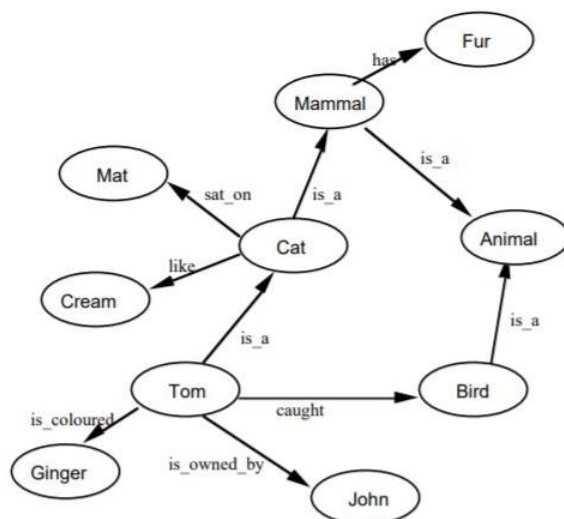 Fur
has
Mammal
is_a
Mat
sat_on
is_a
Animal
Cat
like
Cream
is_a
is_a
Tom
Bird
caught
is_coloured
is_owned_by
Ginger
John